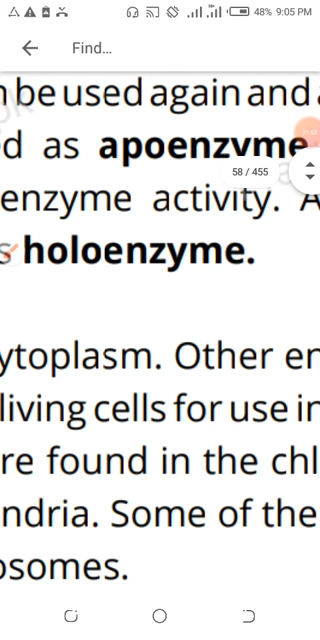 48% 9:05 PM
Find...
be used again and
d as apoenzyme
58 / 455
enzyme activity. A
s holoenzyme.
ytoplasm. Other en
living cells for use in
re found in the chl
ndria. Some of the
osomes.